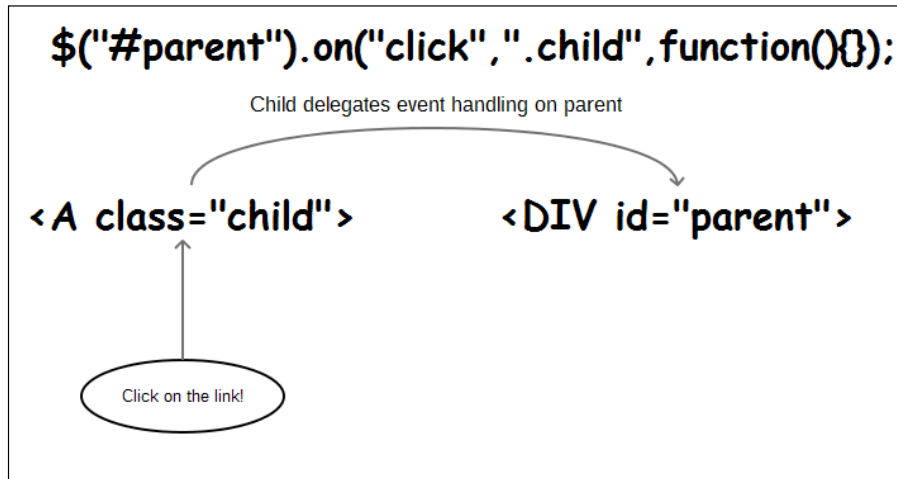 $("#parent").on("click",".child",function(){});
Child delegates event handling on parent
<A class="child"> <DIV id="parent">
Click on the link!